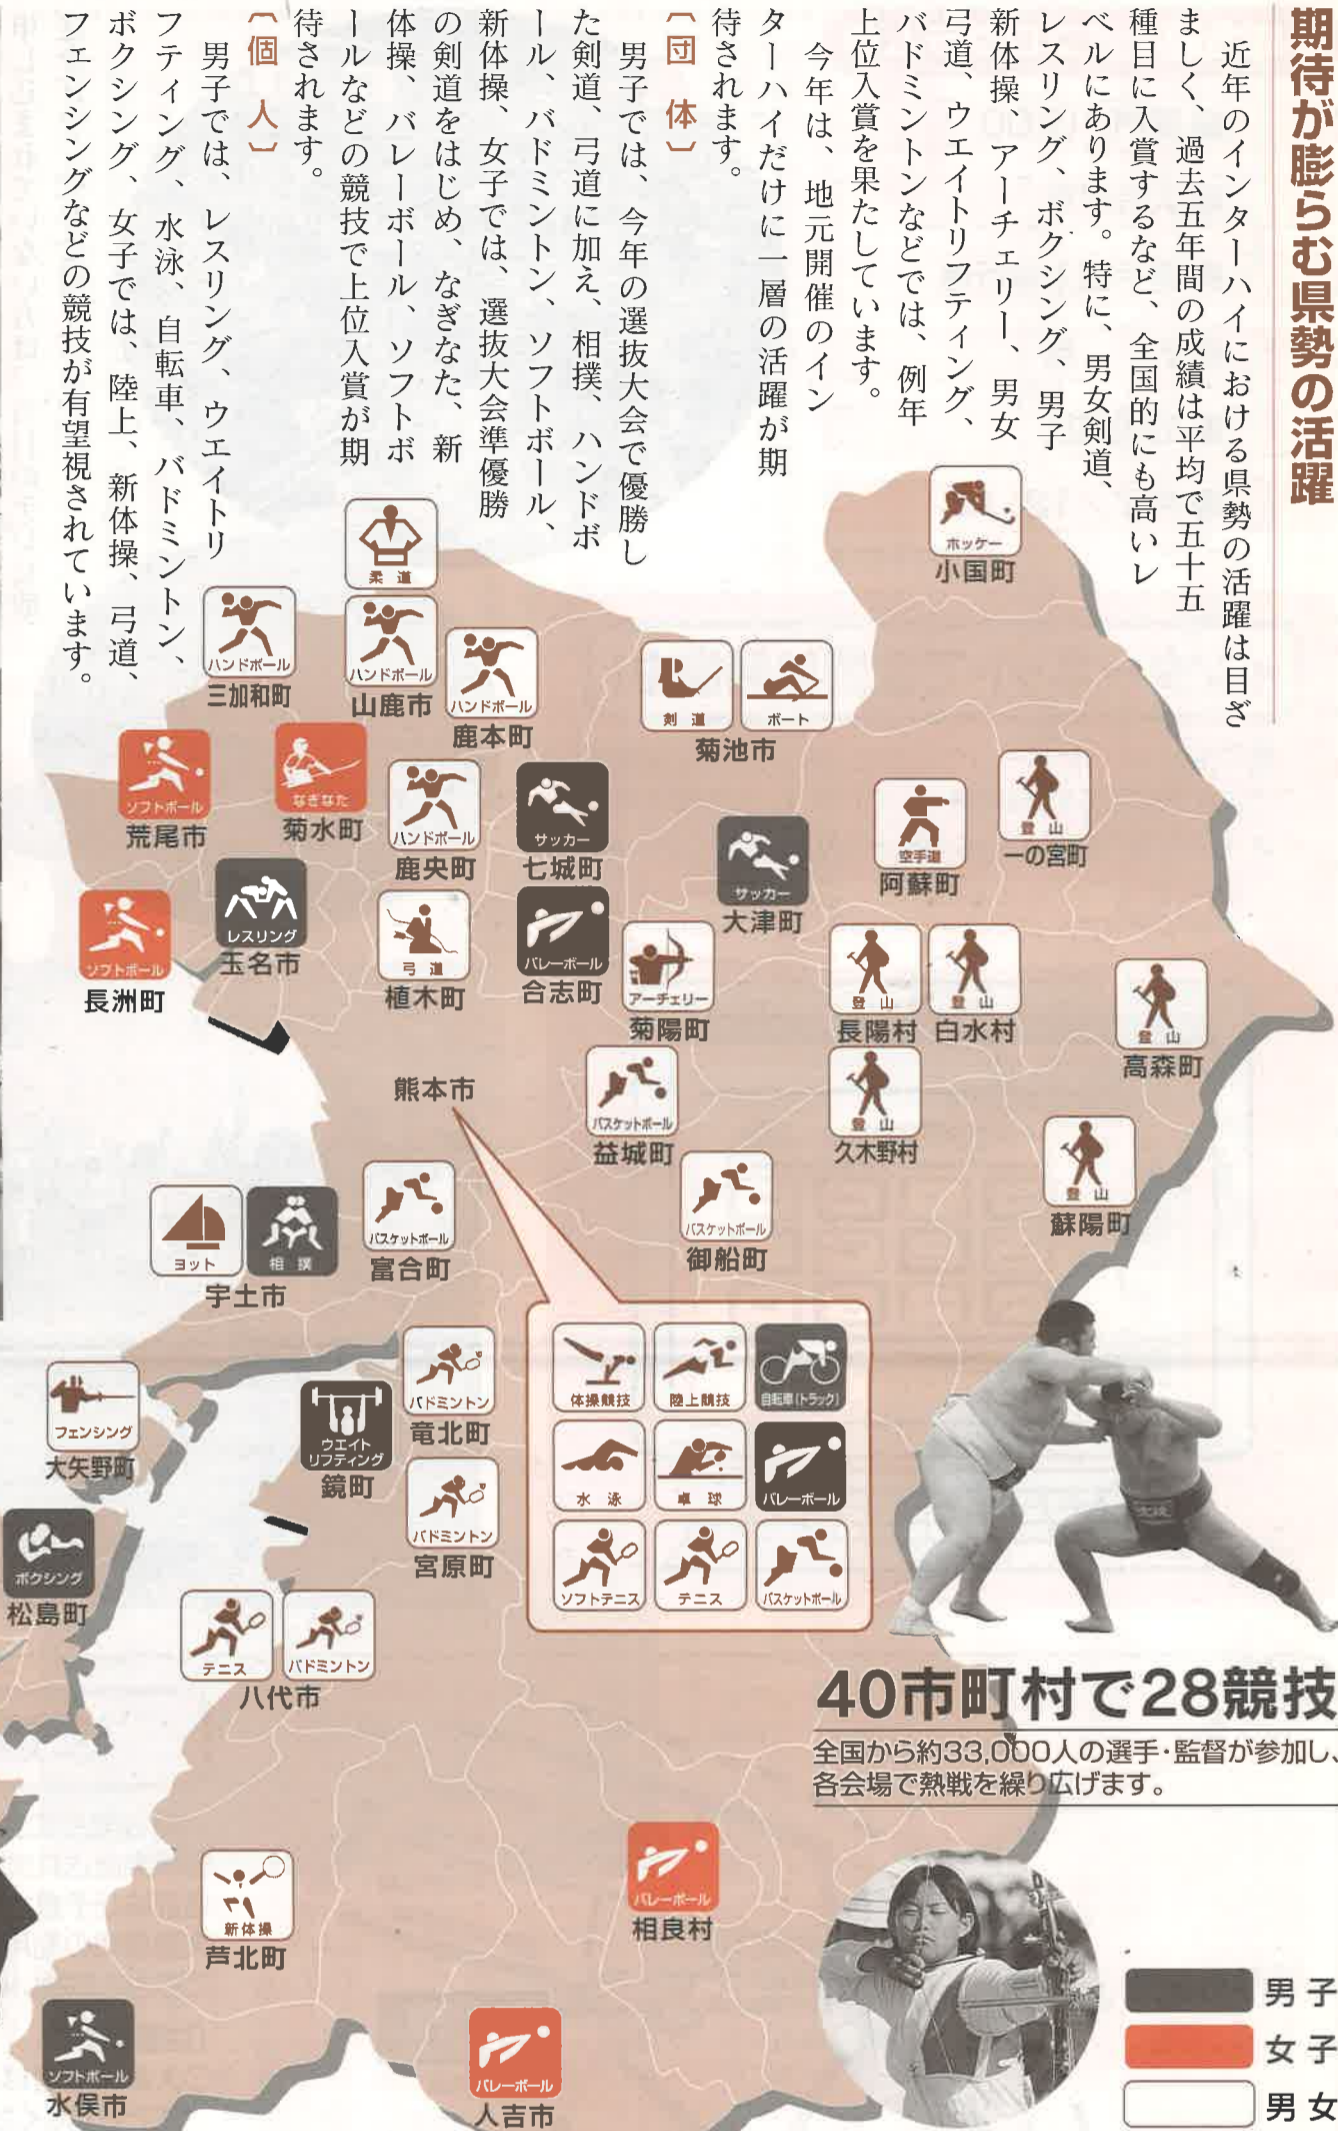 期待が膨らむ県勢の活躍
近年のインターハイにおける県勢の活躍は目ざ
ましく、過去五年間の成績は平均で五十五
種目に入賞するなど、全国的にも高いレ
ベルにあります。特に、男女剣道、
レスリング、ボクシング、男子
新体操、アーチェリー、男女
弓道、ウエイトリフティング、
バドミントンなどでは、例年
上位入賞を果たしています。
今年は、地元開催のイン
ターハイだけに一層の活躍が期
待されます。
〔団 体〕
男子では、今年の選抜大会で優勝し
た剣道、弓道に加え、相撲、ハンドボ
ール、バドミントン、ソフトボール、
新体操、女子では、選抜大会準優勝
の剣道をはじめ、なぎなた、新
体操、バレーボール、ソフトボ
ールなどの競技で上位入賞が期
待されます。
〔個 人〕
男子では、レスリング、ウエイトリ
フティング、水泳、自転車、バドミントン、
ボクシング、女子では、陸上、新体操、弓道、
フェンシングなどの競技が有望視されています。
ホッケー
小国町
柔道
ハンドボール
山鹿市
ハンドボール
三加和町
ハンドボール
鹿本町
剣道
ボート
菊池市
ソフトボール
荒尾市
なぎなた
菊水町
ハンドボール
鹿央町
サッカー
七城町
サッカー
大津町
空手道
阿蘇町
登山
一の宮町
ソフトボール
長洲町
レスリング
玉名市
弓道
植木町
バレーボール
合志町
アーチェリー
菊陽町
登山
長陽村
登山
白水村
登山
高森町
熊本市
バスケットボール
益城町
登山
久木野村
バスケットボール
御船町
登山
蘇陽町
ヨット
相撲
宇土市
バスケットボール
富合町
体操競技
陸上競技
自転車(トラック)
水泳
卓球
バレーボール
ソフトテニス
テニス
バスケットボール
フェンシング
大矢野町
ウエイト
リフティング
鏡町
バドミントン
竜北町
バドミントン
宮原町
ボクシング
松島町
テニス
バドミントン
八代市
40市町村で28競技
全国から約33,000人の選手・監督が参加し、
各会場で熱戦を繰り広げます。
新体操
芦北町
バレーボール
相良村
ソフトボール
水俣市
バレーボール
人吉市
男子
女子
男女